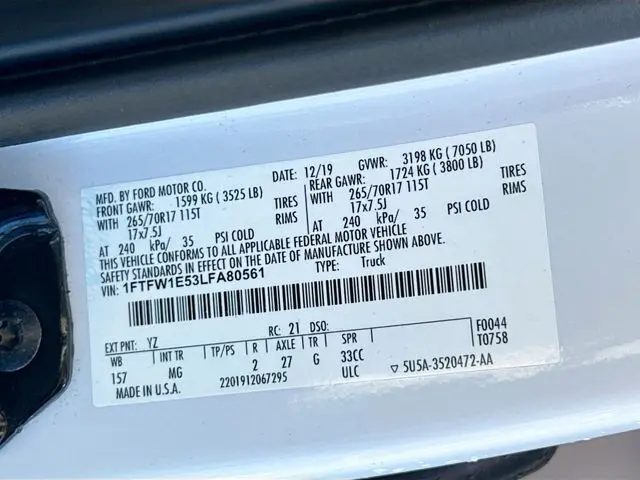 MFD. BY FORD MOTOR CO. DATE: 12/19 GVWR: 3198 KG ( 7050 LB)
FRONT GAWR: 1599 KG ( 3525 LB) REAR GAWR: 1724 KG ( 3800 LB)
WITH 265/70R17 115T TIRES WITH 265/70R17 115T TIRES
17x7.5J RIMS 17x7.5J RIMS
AT 240 kPa/ 35 PSI COLD AT 240 kPa/ 35 PSI COLD
THIS VEHICLE CONFORMS TO ALL APPLICABLE FEDERAL MOTOR VEHICLE
SAFETY STANDARDS IN EFFECT ON THE DATE OF MANUFACTURE SHOWN ABOVE.
VIN: 1FTFW1E53LFA80561 TYPE: Truck
EXT PNT: YZ RC: 21 DSO: F0044
WB INT TR TP/PS R AXLE TR SPR T0758
157 MG 2 27 G 33CC
MADE IN U.S.A. 2201912067295 ULC ▽ 5U5A-3520472-AA